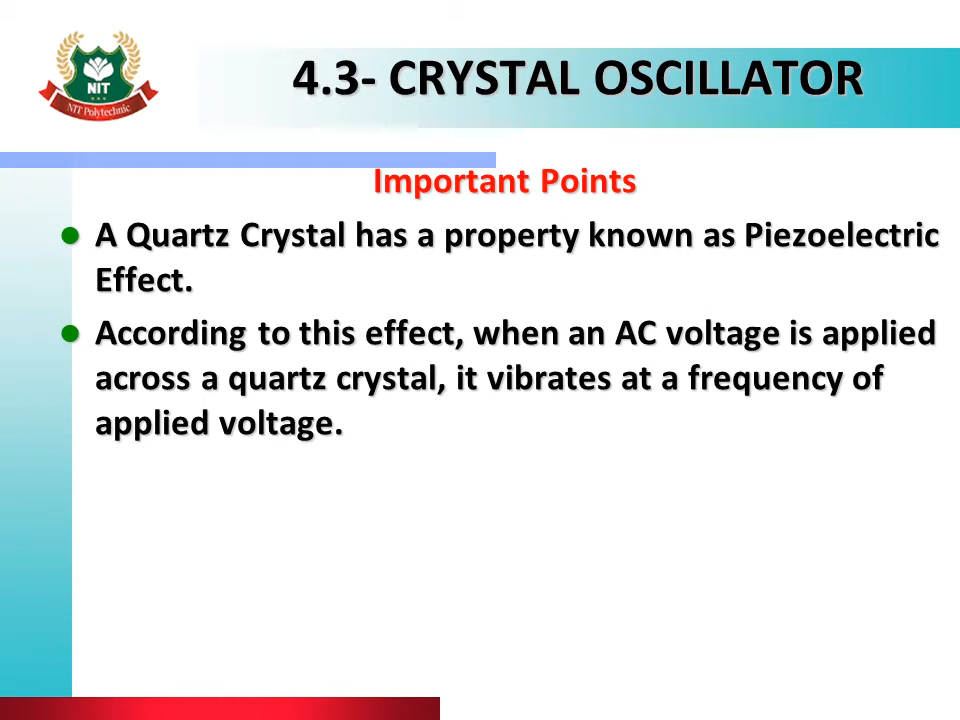 NIT
NIT Polytechnic
4.3- CRYSTAL OSCILLATOR
Important Points
A Quartz Crystal has a property known as Piezoelectric
Effect.
According to this effect, when an AC voltage is applied
across a quartz crystal, it vibrates at a frequency of
applied voltage.